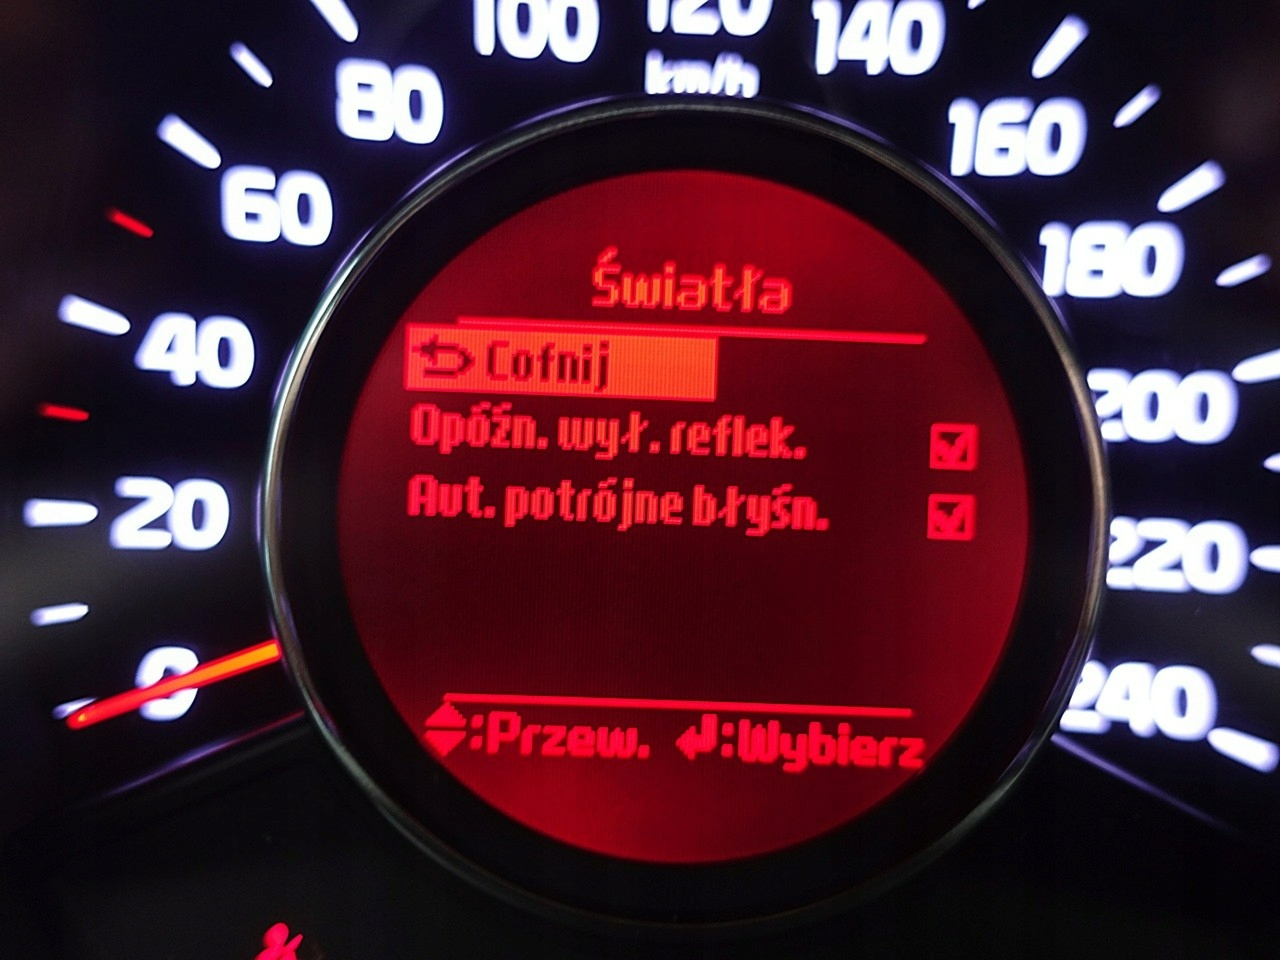 100 120 140
km/h
80 160
60 180
Światła
40 Cofnij 200
Opóźn. wył. reflek.
Aut. potrójne błyśn.
20 220
0 240
:Przew. :Wybierz